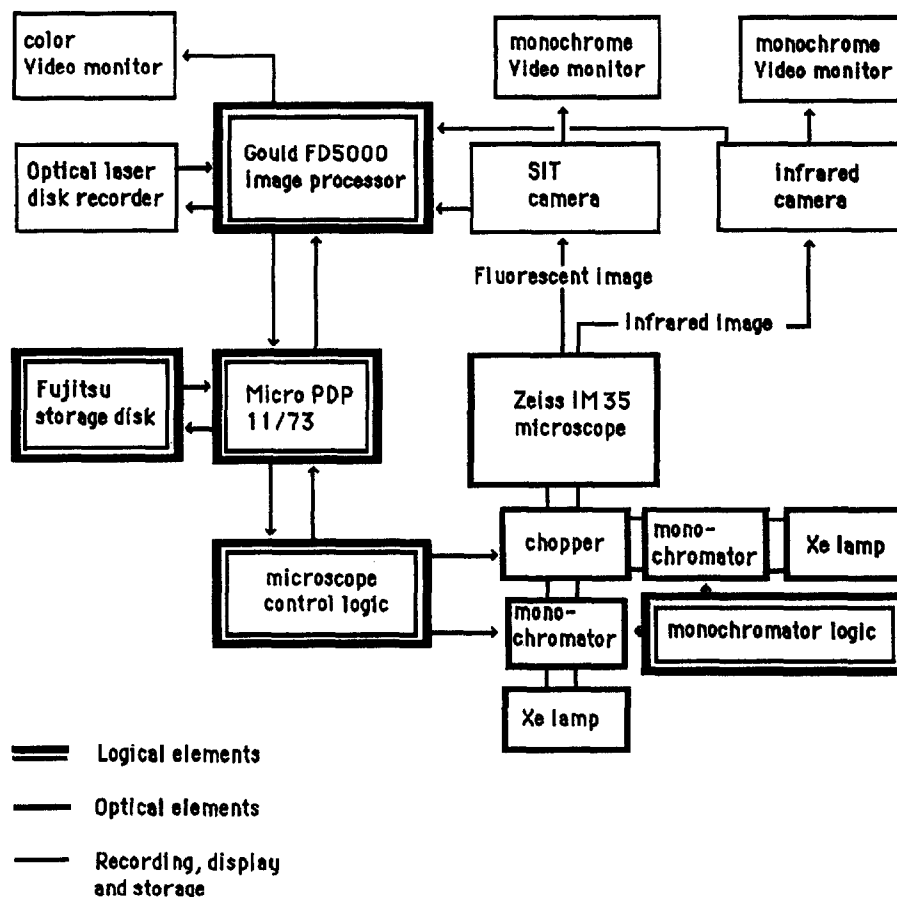 color
Video monitor
monochrome
Video monitor
monochrome
Video monitor
Gould FD5000
image processor
Optical laser
disk recorder
SIT
camera
infrared
camera
Fluorescent image
Infrared image
Fujitsu
storage disk
Micro PDP
11/73
Zeiss IM 35
microscope
chopper
mono-
chromator
Xe lamp
microscope
control logic
mono-
chromator
monochromator logic
Xe lamp
Logical elements
Optical elements
Recording, display
and storage